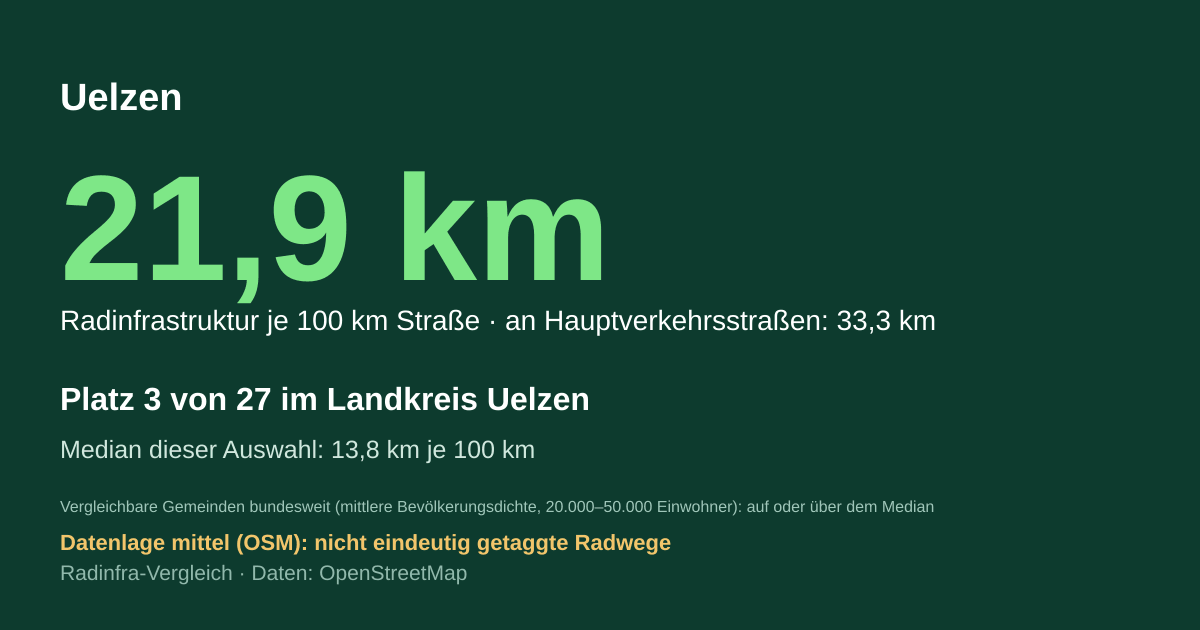 Uelzen
21,9 km
Radinfrastruktur je 100 km Straße · an Hauptverkehrsstraßen: 33,3 km
Platz 3 von 27 im Landkreis Uelzen
Median dieser Auswahl: 13,8 km je 100 km
Vergleichbare Gemeinden bundesweit (mittlere Bevölkerungsdichte, 20.000–50.000 Einwohner): auf oder über dem Median
Datenlage mittel (OSM): nicht eindeutig getaggte Radwege
Radinfra-Vergleich · Daten: OpenStreetMap